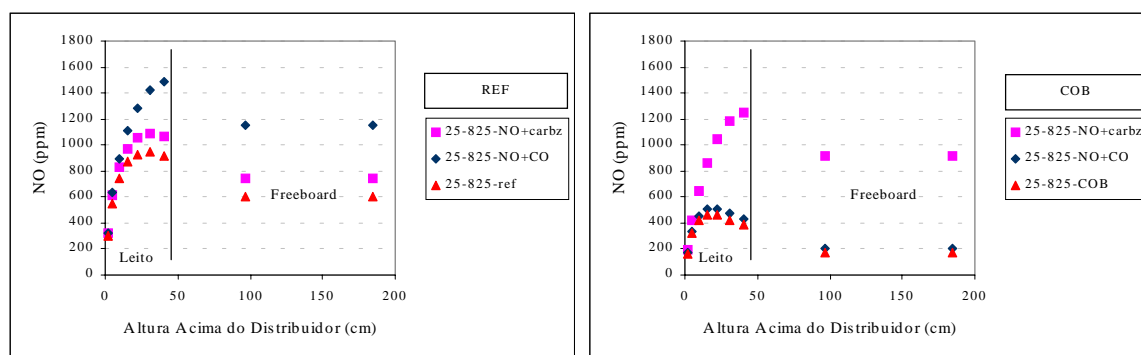 NO (ppm)
1800
1600
1400
1200
1000
800
600
400
200
0
Leito
Freeboard
0
50
100
150
200
Altura Acima do Distribuidor (cm)
REF
25-825-NO+carbz
25-825-NO+CO
25-825-ref
NO (ppm)
1800
1600
1400
1200
1000
800
600
400
200
0
Leito
Freeboard
0
50
100
150
200
Altura Acima do Distribuidor (cm)
COB
25-825-NO+carbz
25-825-NO+CO
25-825-COB